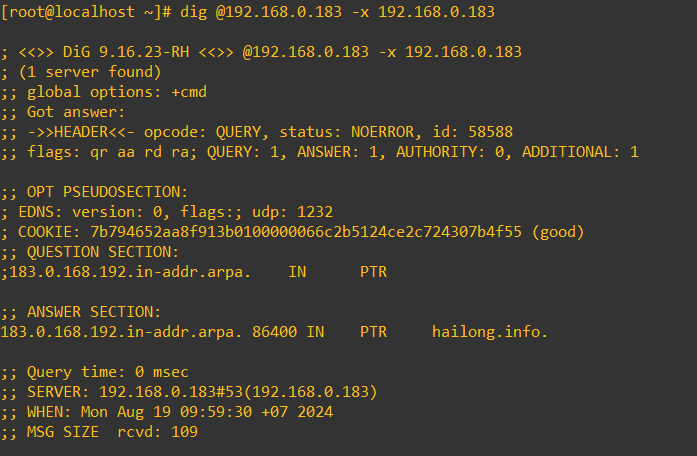 [root@localhost ~]# dig @192.168.0.183 -x 192.168.0.183
; <<>> DiG 9.16.23-RH <<>> @192.168.0.183 -x 192.168.0.183
; (1 server found)
;; global options: +cmd
;; Got answer:
;; ->>HEADER<<- opcode: QUERY, status: NOERROR, id: 58588
;; flags: qr aa rd ra; QUERY: 1, ANSWER: 1, AUTHORITY: 0, ADDITIONAL: 1
;; OPT PSEUDOSECTION:
; EDNS: version: 0, flags:; udp: 1232
; COOKIE: 7b794652aa8f913b0100000066c2b5124ce2c724307b4f55 (good)
;; QUESTION SECTION:
;183.0.168.192.in-addr.arpa. IN PTR
;; ANSWER SECTION:
183.0.168.192.in-addr.arpa. 86400 IN PTR hailong.info.
;; Query time: 0 msec
;; SERVER: 192.168.0.183#53(192.168.0.183)
;; WHEN: Mon Aug 19 09:59:30 +07 2024
;; MSG SIZE rcvd: 109